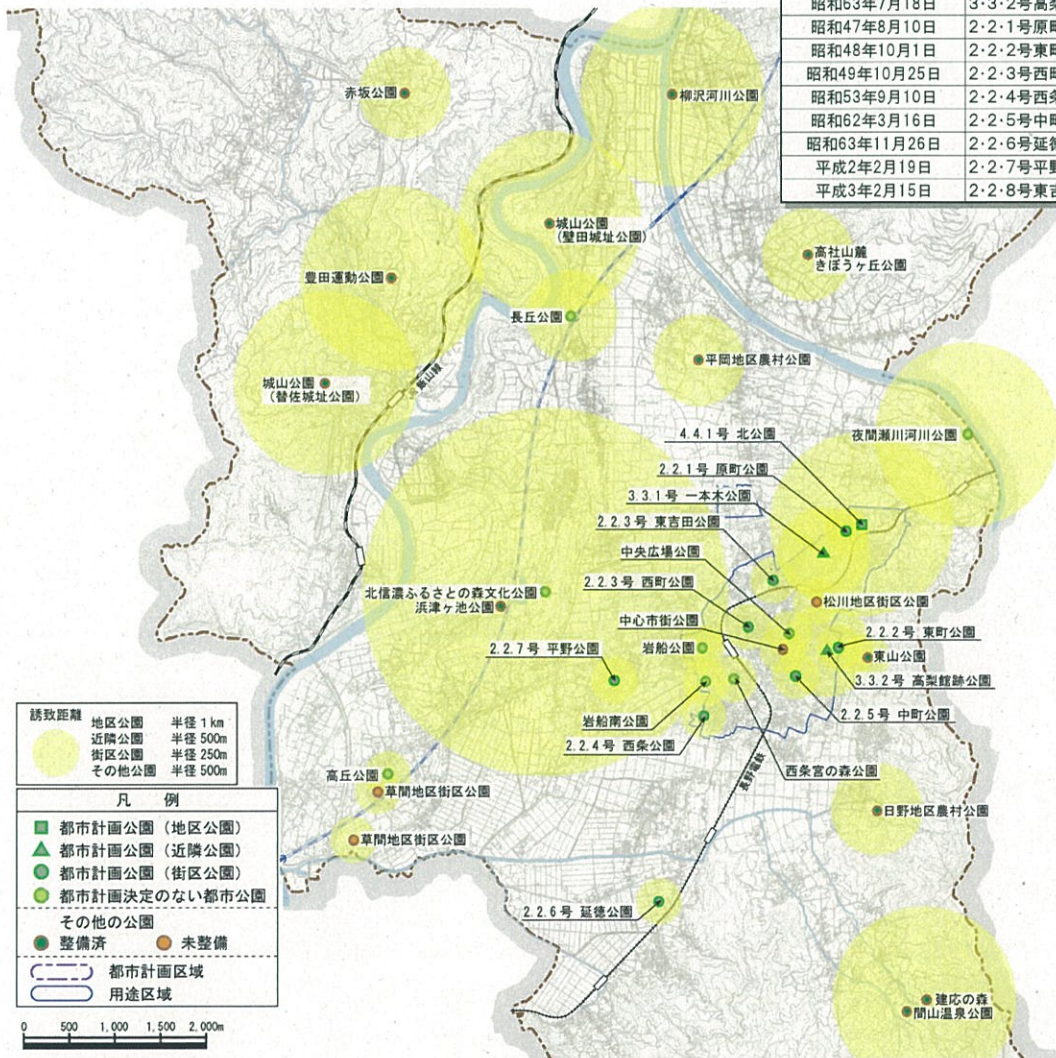 昭和63年7月18日 3・3・2号高梨
昭和47年8月10日 2・2・1号原町
昭和48年10月1日 2・2・2号東町
昭和49年10月25日 2・2・3号西町
昭和53年9月10日 2・2・4号西条
昭和62年3月16日 2・2・5号中町
昭和63年11月26日 2・2・6号延徳
平成2年2月19日 2・2・7号平野
平成3年2月15日 2・2・8号東吉
赤坂公園
柳沢河川公園
城山公園
(壁田城址公園)
高社山麓
きぼうヶ丘公園
豊田運動公園
長丘公園
平岡地区農村公園
城山公園
(替佐城址公園)
飯山線
4.4.1号 北公園
夜間瀬川河川公園
2.2.1号 原町公園
3.3.1号 一本木公園
2.2.3号 東吉田公園
中央広場公園
2.2.3号 西町公園
北信濃ふるさとの森文化公園
浜津ヶ池公園
松川地区街区公園
中心市街公園
2.2.2号 東町公園
2.2.7号 平野公園
岩船公園
東山公園
3.3.2号 高梨館跡公園
岩船南公園
2.2.5号 中町公園
2.2.4号 西条公園
西条宮の森公園
長野電鉄
高丘公園
草間地区街区公園
日野地区農村公園
草間地区街区公園
2.2.6号 延徳公園
建応の森
間山温泉公園
誘致距離
地区公園 半径 1km
近隣公園 半径 500m
街区公園 半径 250m
その他公園 半径 500m
凡 例
都市計画公園 (地区公園)
都市計画公園 (近隣公園)
都市計画公園 (街区公園)
都市計画決定のない都市公園
その他の公園
整備済 未整備
都市計画区域
用途区域
0 500 1,000 1,500 2,000m